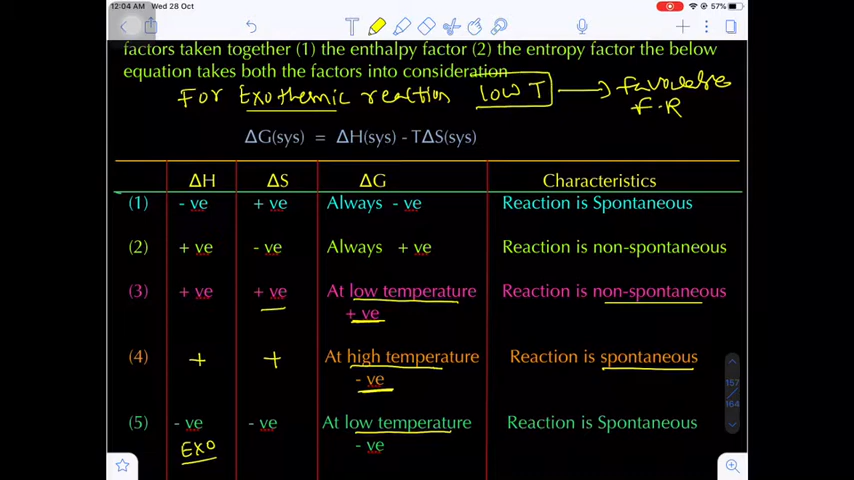 12:04 AM Wed 28 Oct 57%
factors taken together (1) the enthalpy factor (2) the entropy factor the below
equation takes both the factors into consideration
For Exothermic reaction low T → favourable
F.R
ΔG(sys) = ΔH(sys) - TΔS(sys)
ΔH ΔS ΔG Characteristics
(1) - ve + ve Always - ve Reaction is Spontaneous
(2) + ve - ve Always + ve Reaction is non-spontaneous
(3) + ve + ve At low temperature Reaction is non-spontaneous
+ ve
(4) + + At high temperature Reaction is spontaneous
- ve
(5) - ve - ve At low temperature Reaction is Spontaneous
EXO - ve
157
164